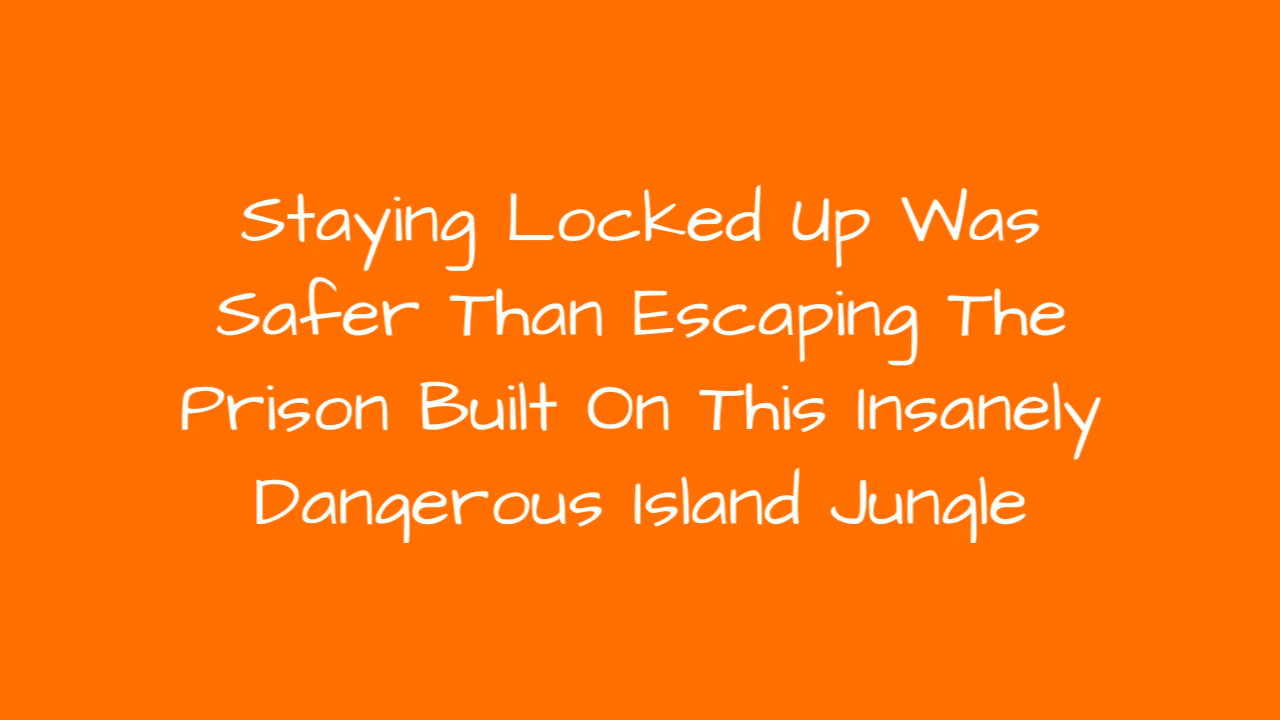 Staying Locked Up Was
Safer Than Escaping The
Prison Built On This Insanely
Dangerous Island Jungle